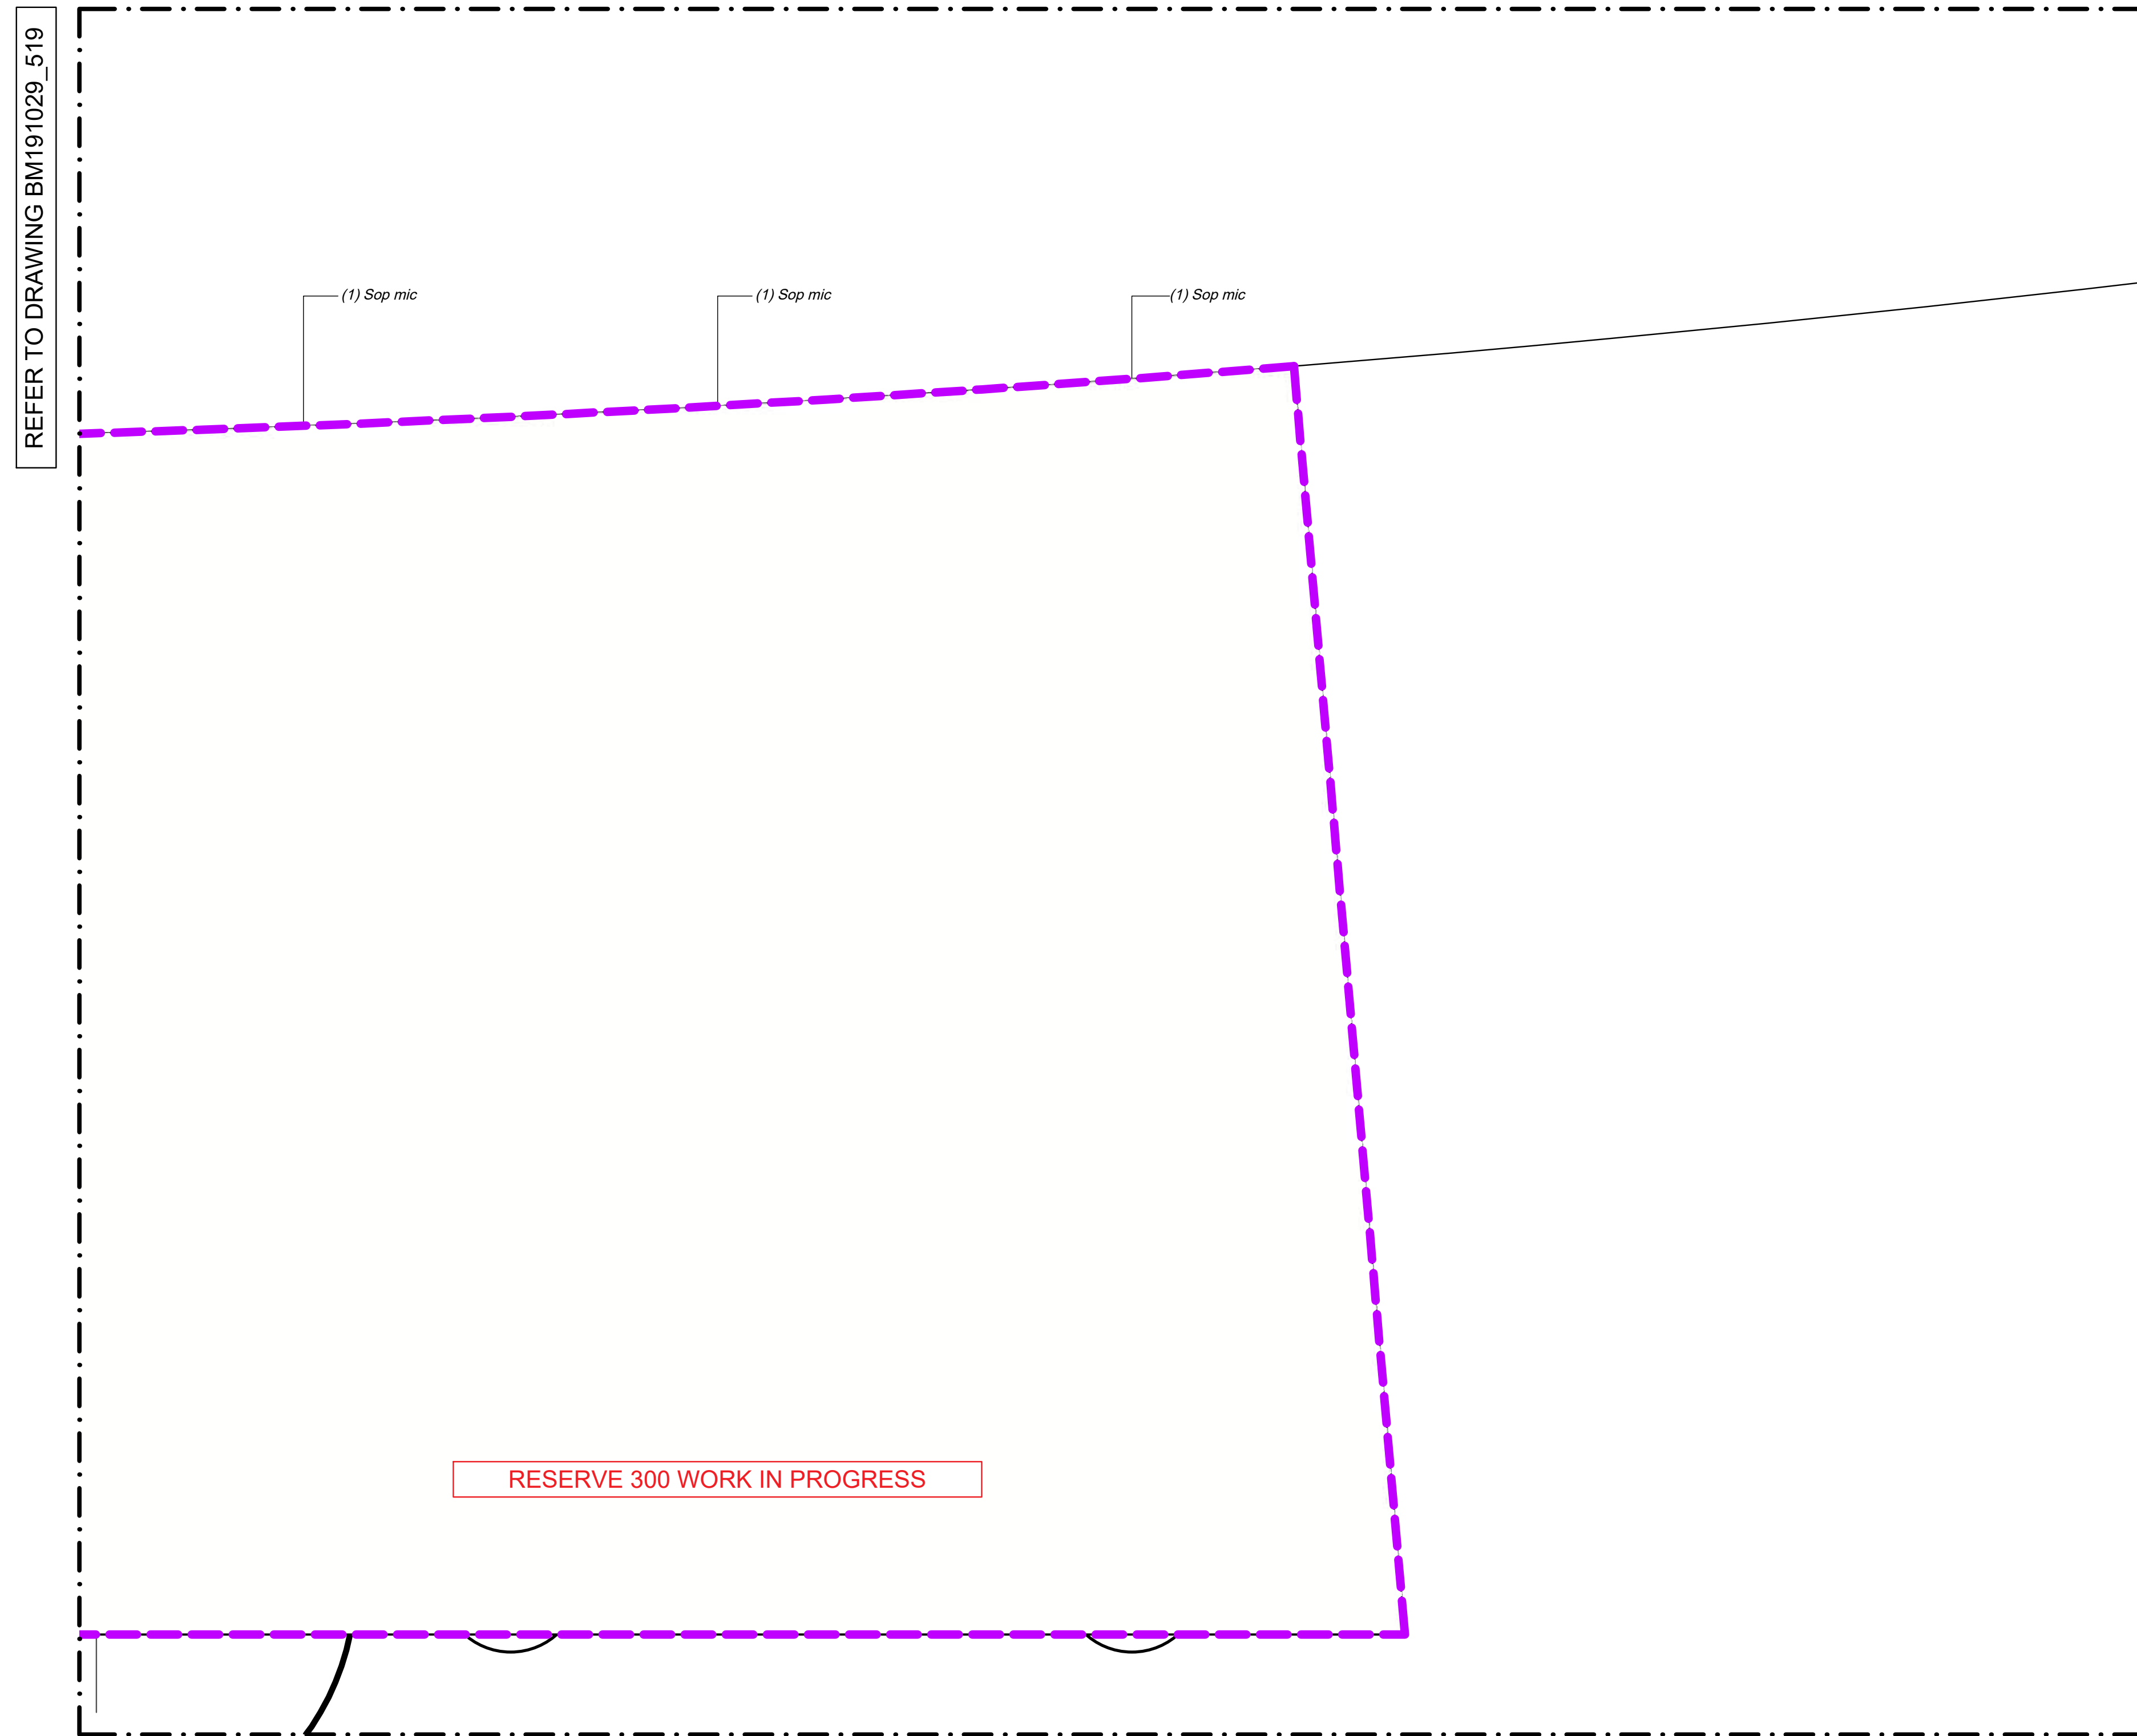 REFER TO DRAWING BM191029_519
(1) Sop mic
(1) Sop mic
(1) Sop mic
RESERVE 300 WORK IN PROGRESS